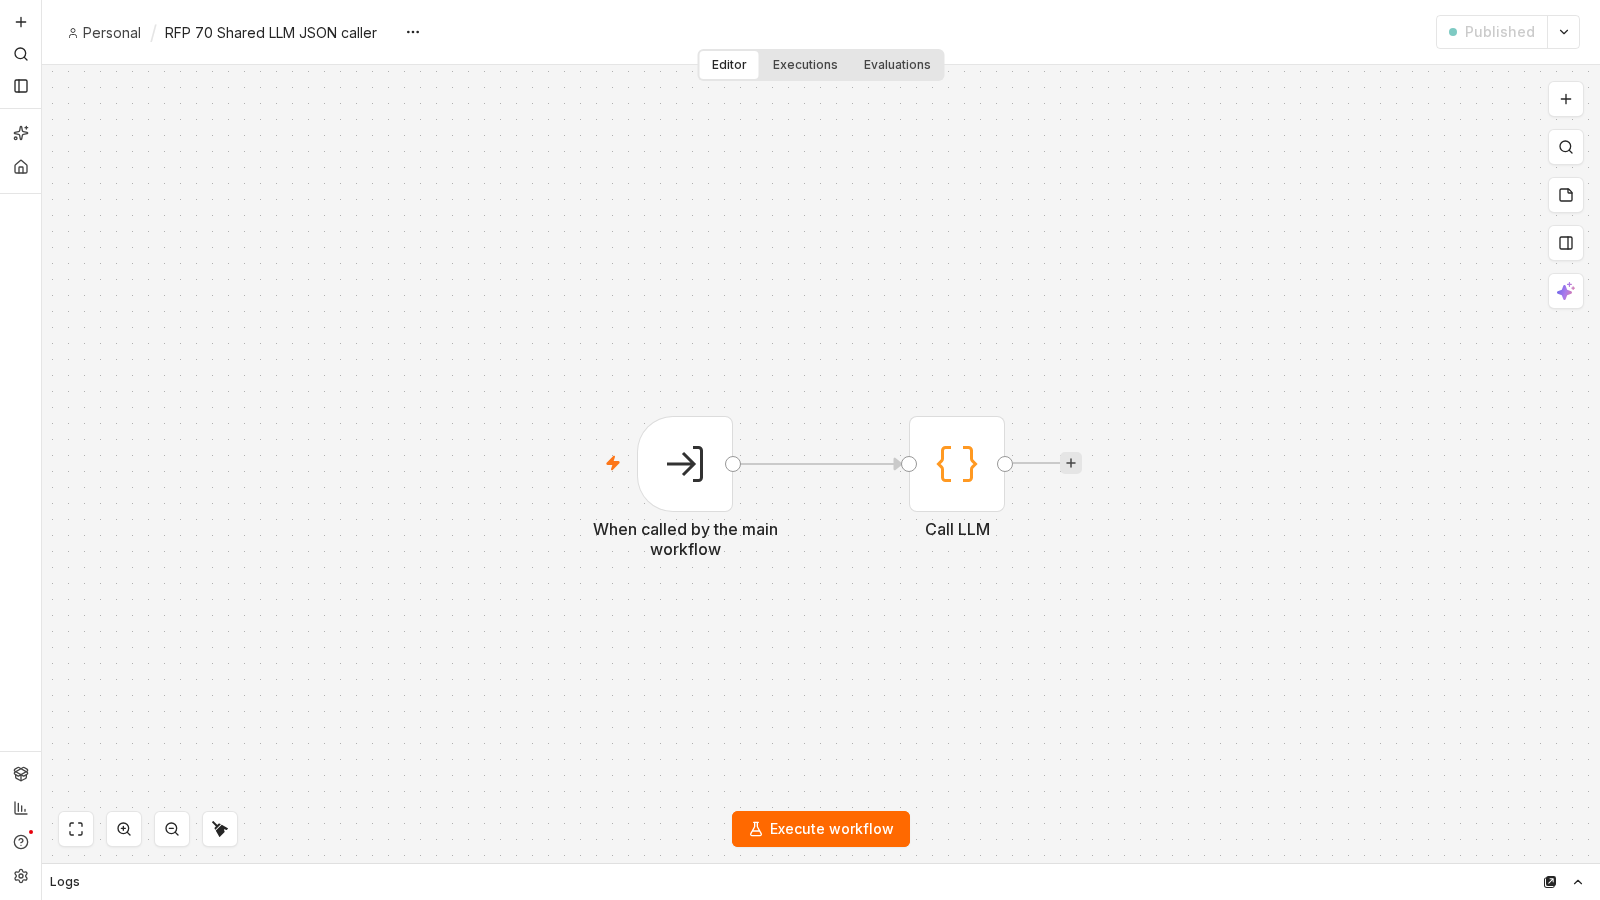 Personal / RFP 70 Shared LLM JSON caller
Published
Editor
Executions
Evaluations
When called by the main
workflow
Call LLM
Execute workflow
Logs